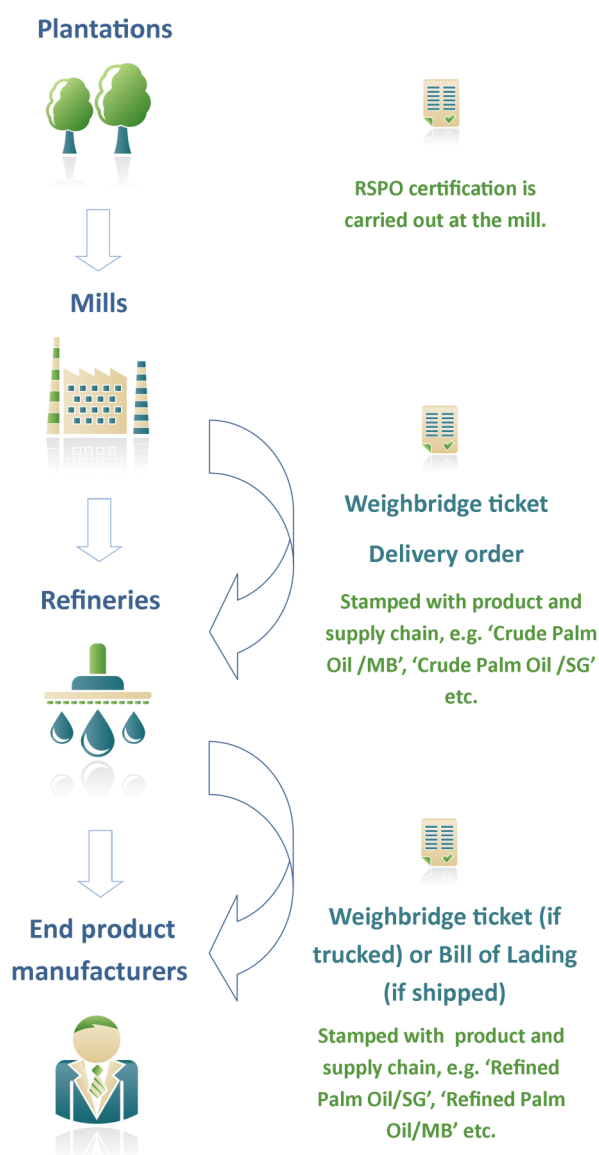 Plantations
RSPO certification is
carried out at the mill.
Mills
Weighbridge ticket
Delivery order
Refineries
Stamped with product and
supply chain, e.g. ‘Crude Palm
Oil /MB’, ‘Crude Palm Oil /SG’
etc.
End product
manufacturers
Weighbridge ticket (if
trucked) or Bill of Lading
(if shipped)
Stamped with  product and
supply chain, e.g. ‘Refined
Palm Oil/SG’, ‘Refined Palm
Oil/MB’ etc.